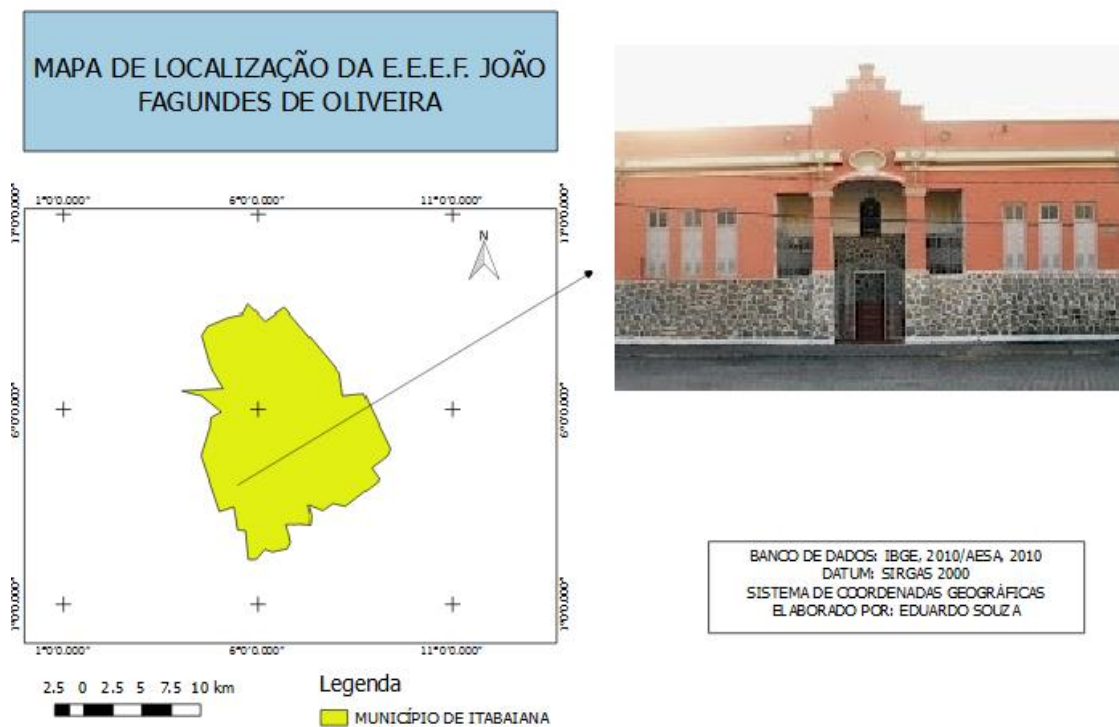 MAPA DE LOCALIZAÇÃO DA E.E.E.F. JOÃO
FAGUNDES DE OLIVEIRA
1°0'0.000" 6°0'0.000" 11°0'0.000"
N
11°0'0.000" 11°0'0.000"
6°0'0.000" 6°0'0.000"
1°0'0.000" 1°0'0.000"
1°0'0.000" 6°0'0.000" 11°0'0.000"
2.5 0 2.5 5 7.5 10 km
Legenda
MUNICÍPIO DE ITABAIANA
BANCO DE DADOS: IBGE, 2010/AESA, 2010
DATUM: SIRGAS 2000
SISTEMA DE COORDENADAS GEOGRÁFICAS
ELABORADO POR: EDUARDO SOUZA